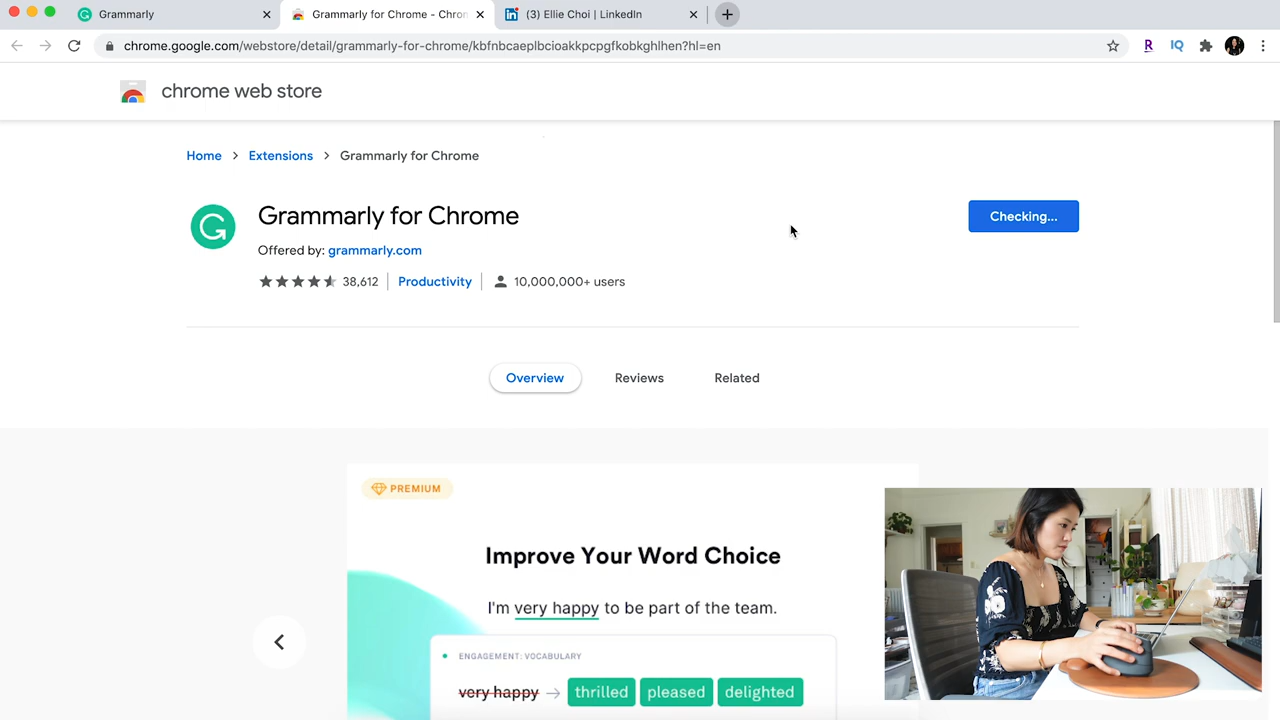 Grammarly
Grammarly for Chrome - Chron
(3) Ellie Choi | LinkedIn
chrome.google.com/webstore/detail/grammarly-for-chrome/kbfnbcaeplbcioakkpcpgfkobkghlhen?hl=en
R
IQ
chrome web store
Home > Extensions > Grammarly for Chrome
Grammarly for Chrome
Checking...
Offered by: grammarly.com
38,612 | Productivity | 10,000,000+ users
Overview
Reviews
Related
PREMIUM
Improve Your Word Choice
I'm very happy to be part of the team.
ENGAGEMENT: VOCABULARY
very happy → thrilled pleased delighted